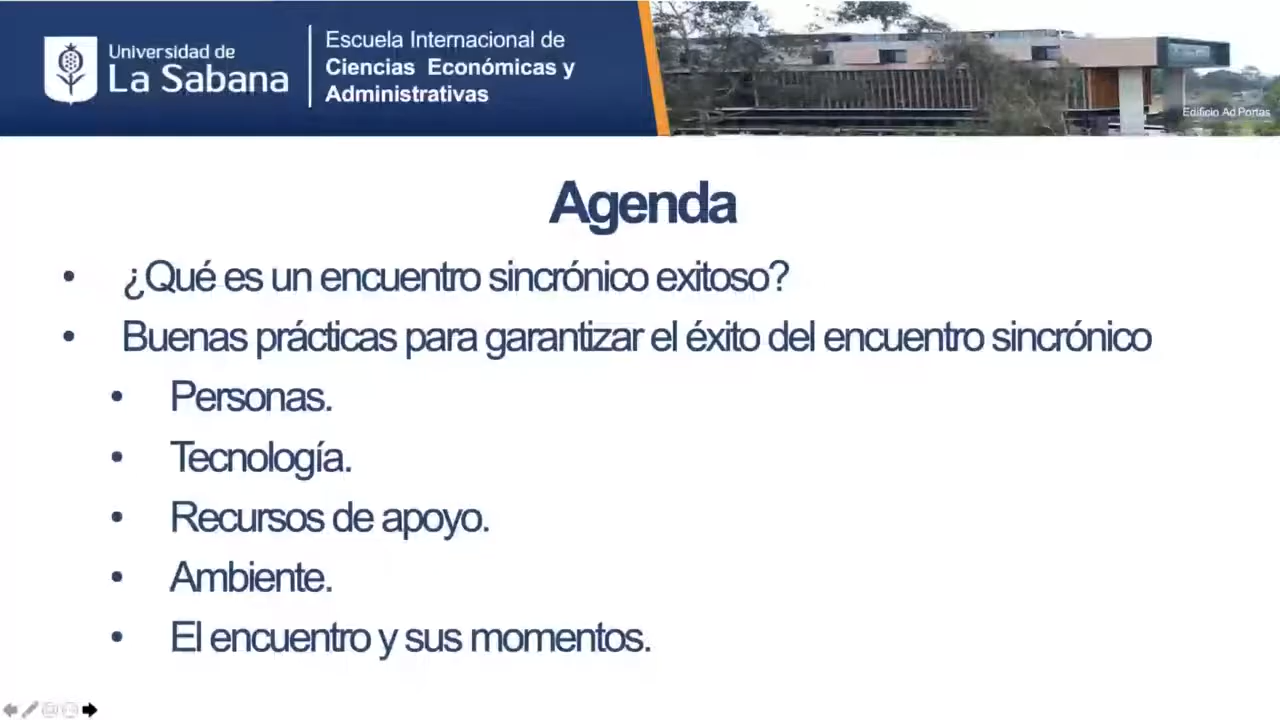 Universidad de
La Sabana
Escuela Internacional de
Ciencias Económicas y
Administrativas
Edificio Ad Portas
Agenda
• ¿Qué es un encuentro sincrónico exitoso?
• Buenas prácticas para garantizar el éxito del encuentro sincrónico
• Personas.
• Tecnología.
• Recursos de apoyo.
• Ambiente.
• El encuentro y sus momentos.